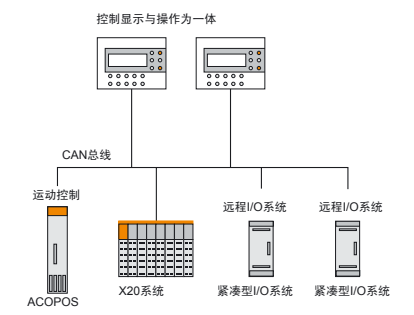 控制显示与操作为一体
CAN总线
运动控制
远程I/O系统
远程I/O系统
ACOPOS
X20系统
紧凑型I/O系统
紧凑型I/O系统